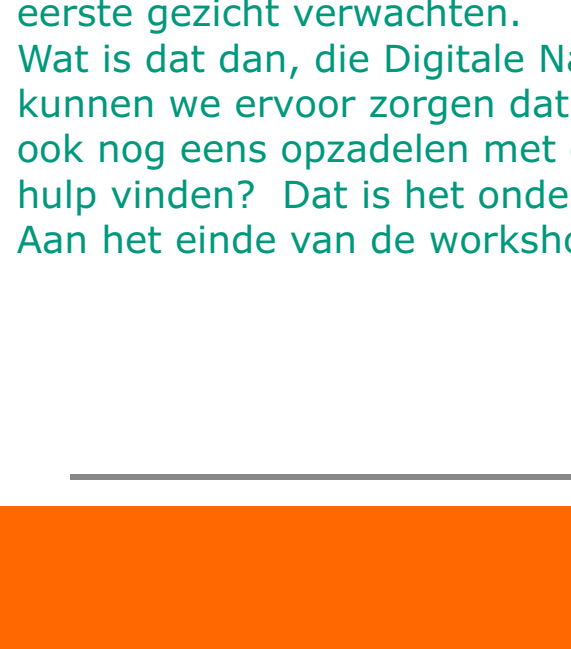 eerste gezicht verwachten.
Wat is dat dan, die Digitale
kunnen we ervoor zorgen dat
ook nog eens opzadelen met
hulp vinden?  Dat is het
Aan het einde van de